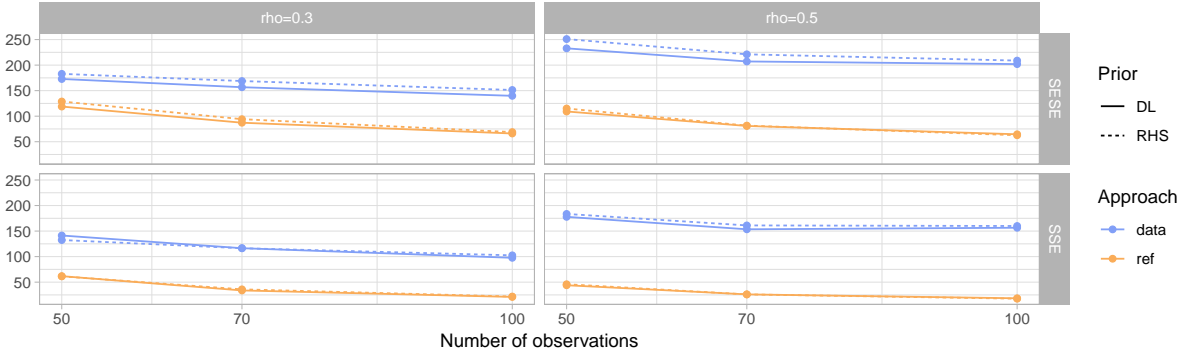 rho=0.3
rho=0.5
250
200
150
100
50
SESE
250
200
150
100
50
SSE
50
70
100
50
70
100
Number of observations
Prior
DL
RHS
Approach
data
ref